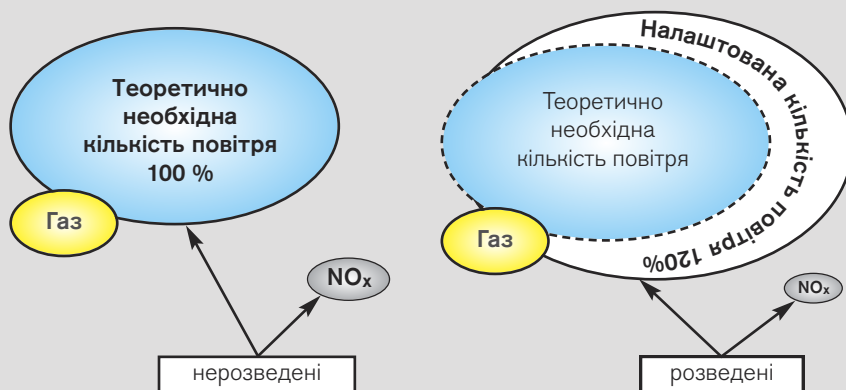 Теоретично
необхідна
кількість повітря
100 %
Газ
NOx
нерозведені
Налаштована кількість повітря 120%
Теоретично
необхідна
кількість повітря
Газ
NOx
розведені